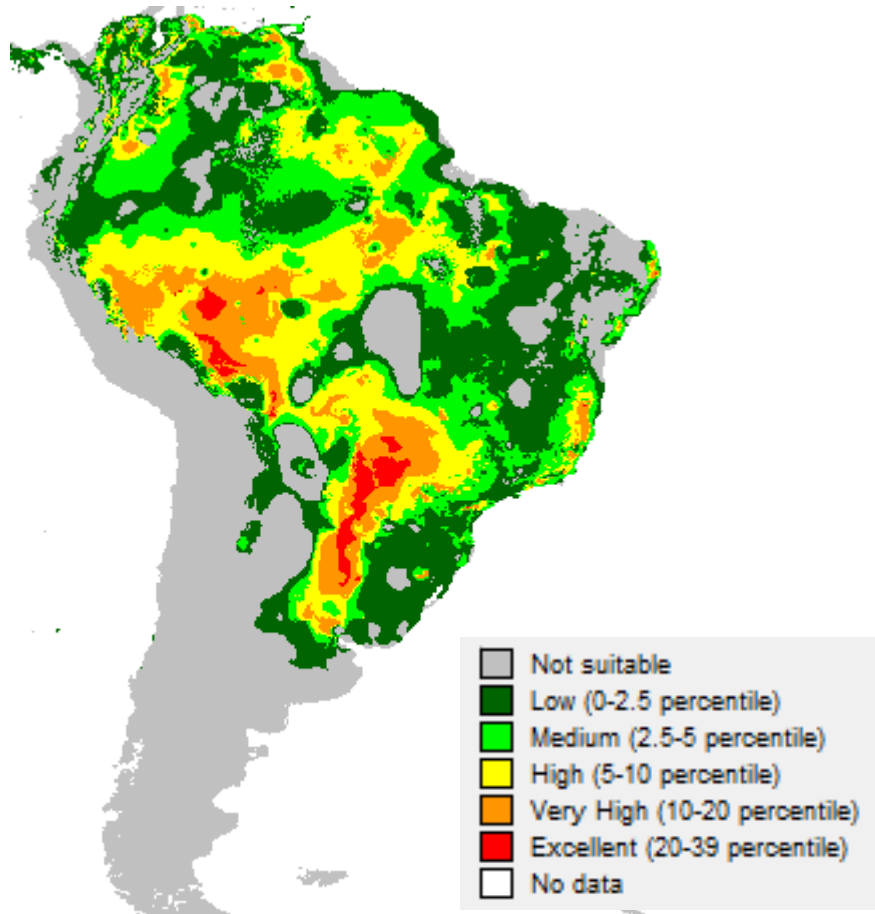 Not suitable
Low (0-2.5 percentile)
Medium (2.5-5 percentile)
High (5-10 percentile)
Very High (10-20 percentile)
Excellent (20-39 percentile)
No data